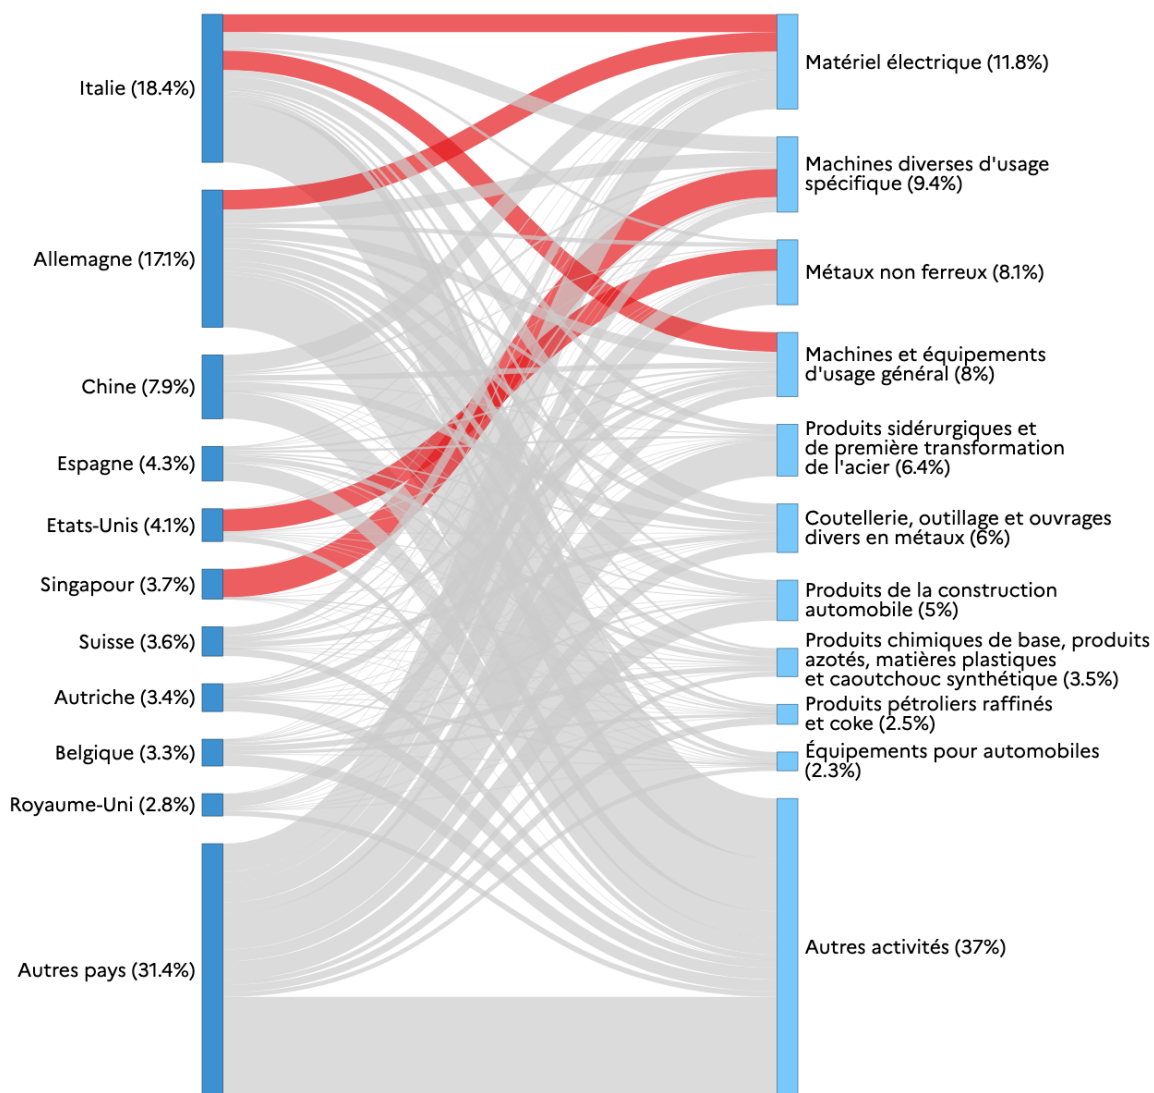 Italie (18.4%)
Allemagne (17.1%)
Chine (7.9%)
Espagne (4.3%)
Etats-Unis (4.1%)
Singapour (3.7%)
Suisse (3.6%)
Autriche (3.4%)
Belgique (3.3%)
Royaume-Uni (2.8%)
Autres pays (31.4%)
Matériel électrique (11.8%)
Machines diverses d'usage
spécifique (9.4%)
Métaux non ferreux (8.1%)
Machines et équipements
d'usage général (8%)
Produits sidérurgiques et
de première transformation
de l'acier (6.4%)
Coutellerie, outillage et ouvrages
divers en métaux (6%)
Produits de la construction
automobile (5%)
Produits chimiques de base, produits
azotés, matières plastiques
et caoutchouc synthétique (3.5%)
Produits pétroliers raffinés
et coke (2.5%)
Équipements pour automobiles
(2.3%)
Autres activités (37%)